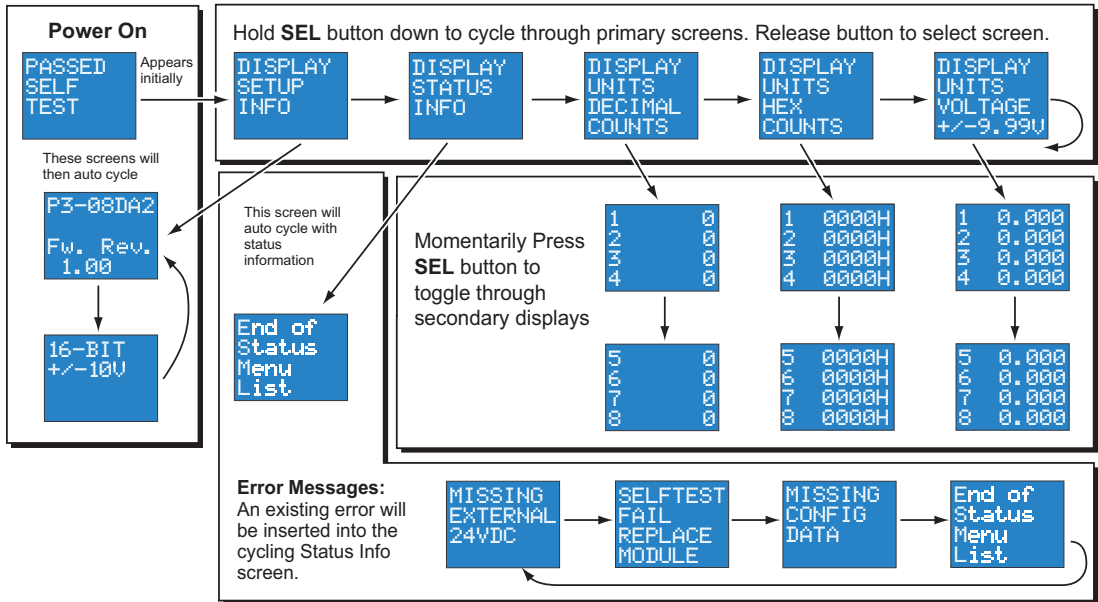 Power On
PASSED
SELF
TEST
Appears
initially
These screens will
then auto cycle
P3-08DA2
Fw. Rev.
1.00
16-BIT
+/-10V
Hold SEL button down to cycle through primary screens. Release button to select screen.
DISPLAY
SETUP
INFO
DISPLAY
STATUS
INFO
DISPLAY
UNITS
DECIMAL
COUNTS
DISPLAY
UNITS
HEX
COUNTS
DISPLAY
UNITS
VOLTAGE
+/-9.99V
This screen will
auto cycle with
status
information
End of
Status
Menu
List
Momentarily Press
SEL button to
toggle through
secondary displays
1 0
2 0
3 0
4 0
1 0000H
2 0000H
3 0000H
4 0000H
1 0.000
2 0.000
3 0.000
4 0.000
5 0
6 0
7 0
8 0
5 0000H
6 0000H
7 0000H
8 0000H
5 0.000
6 0.000
7 0.000
8 0.000
Error Messages:
An existing error will
be inserted into the
cycling Status Info
screen.
MISSING
EXTERNAL
24VDC
SELFTEST
FAIL
REPLACE
MODULE
MISSING
CONFIG
DATA
End of
Status
Menu
List